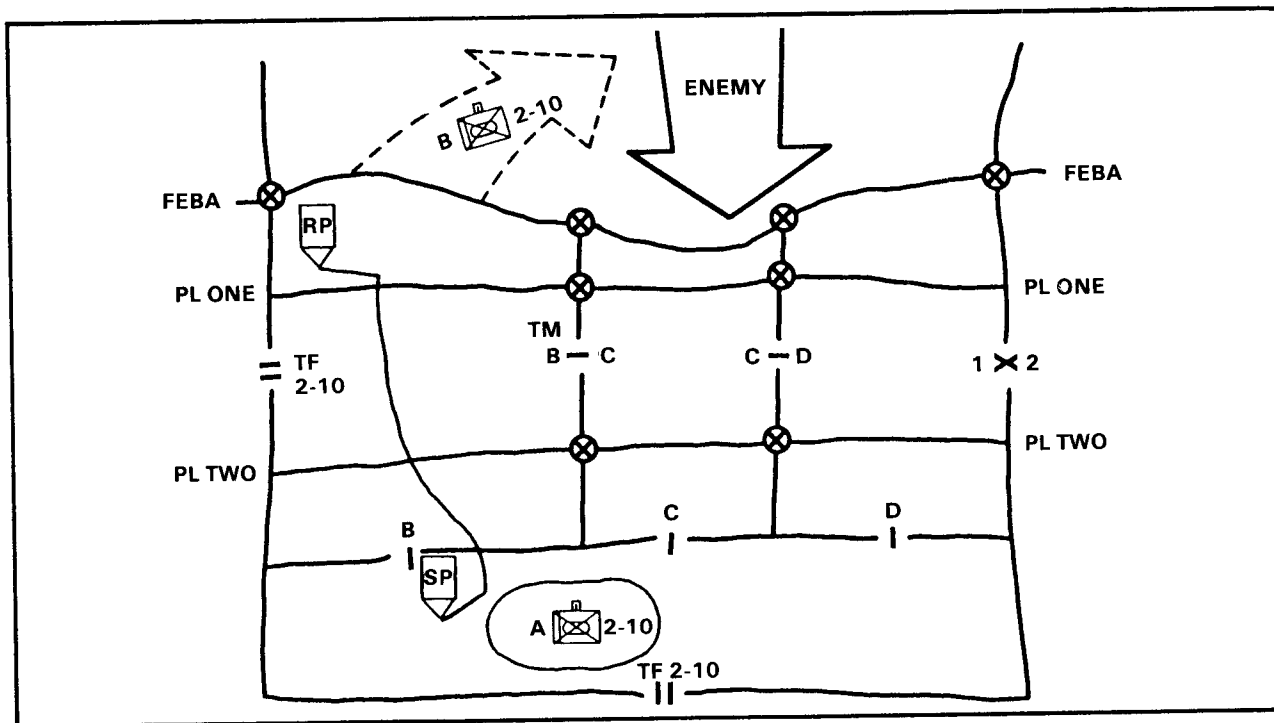 ENEMY
B 2-10
FEBA
FEBA
RP
PL ONE
PL ONE
TM
B C
C D
TF
2-10
1 2
PL TWO
PL TWO
B
C
D
SP
A 2-10
TF 2-10